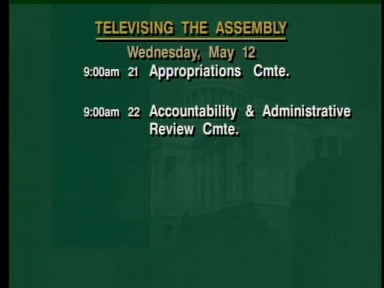 TELEVISING THE ASSEMBLY
Wednesday, May 12
9:00am 21 Appropriations Cmte.
9:00am 22 Accountability & Administrative
Review Cmte.